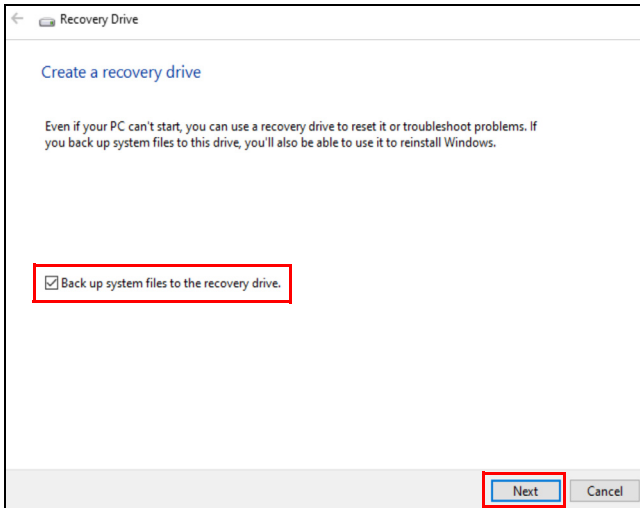 Recovery Drive
Create a recovery drive
Even if your PC can't start, you can use a recovery drive to reset it or troubleshoot problems. If
you back up system files to this drive, you'll also be able to use it to reinstall Windows.
Back up system files to the recovery drive.
Next
Cancel